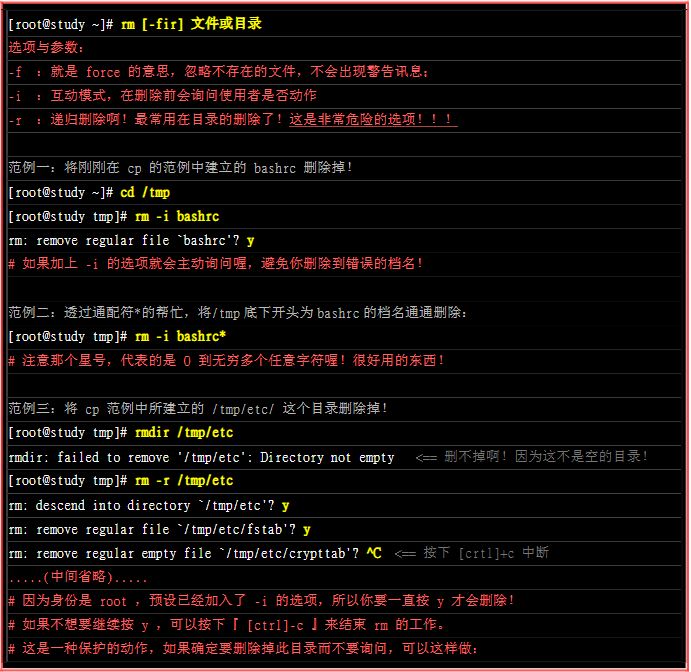 [root@study ~]# rm [-fir] 文件或目录
选项与参数：
-f ：就是 force 的意思，忽略不存在的文件，不会出现警告讯息；
-i ：互动模式，在删除前会询问使用者是否动作
-r ：递归删除啊！最常用在目录的删除了！这是非常危险的选项！！！
范例一：将刚刚在 cp 的范例中建立的 bashrc 删除掉！
[root@study ~]# cd /tmp
[root@study tmp]# rm -i bashrc
rm: remove regular file `bashrc'? y
# 如果加上 -i 的选项就会主动询问喔，避免你删除到错误的档名！
范例二：透过通配符*的帮忙，将/tmp底下开头为bashrc的档名通通删除：
[root@study tmp]# rm -i bashrc*
# 注意那个星号，代表的是 0 到无穷多个任意字符喔！很好用的东西！
范例三：将 cp 范例中所建立的 /tmp/etc/ 这个目录删除掉！
[root@study tmp]# rmdir /tmp/etc
rmdir: failed to remove '/tmp/etc': Directory not empty <== 删不掉啊！因为这不是空的目录！
[root@study tmp]# rm -r /tmp/etc
rm: descend into directory `/tmp/etc'? y
rm: remove regular file `/tmp/etc/fstab'? y
rm: remove regular empty file `/tmp/etc/crypttab'? ^C <== 按下 [crtl]+c 中断
.....(中间省略).....
# 因为身份是 root ，预设已经加入了 -i 的选项，所以你要一直按 y 才会删除！
# 如果不想要继续按 y ，可以按下『 [ctrl]-c 』来结束 rm 的工作。
# 这是一种保护的动作，如果确定要删除掉此目录而不要询问，可以这样做：